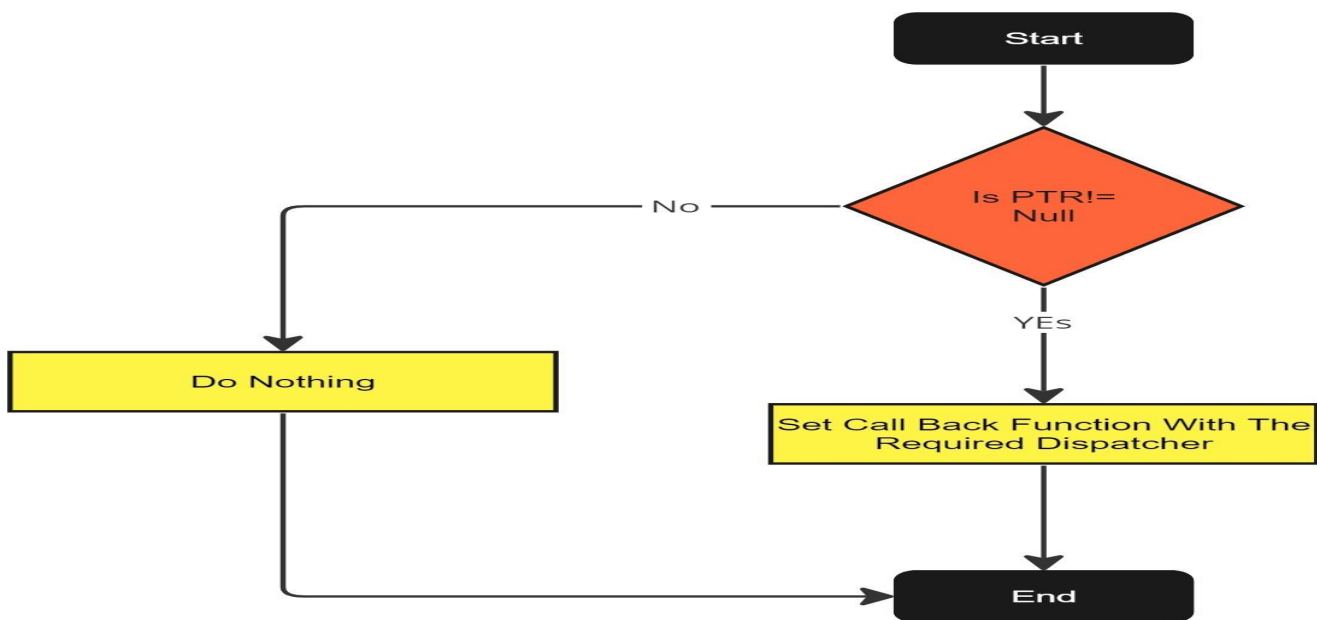 Start
Is PTR!=
Null
No
YEs
Do Nothing
Set Call Back Function With The
Required Dispatcher
End